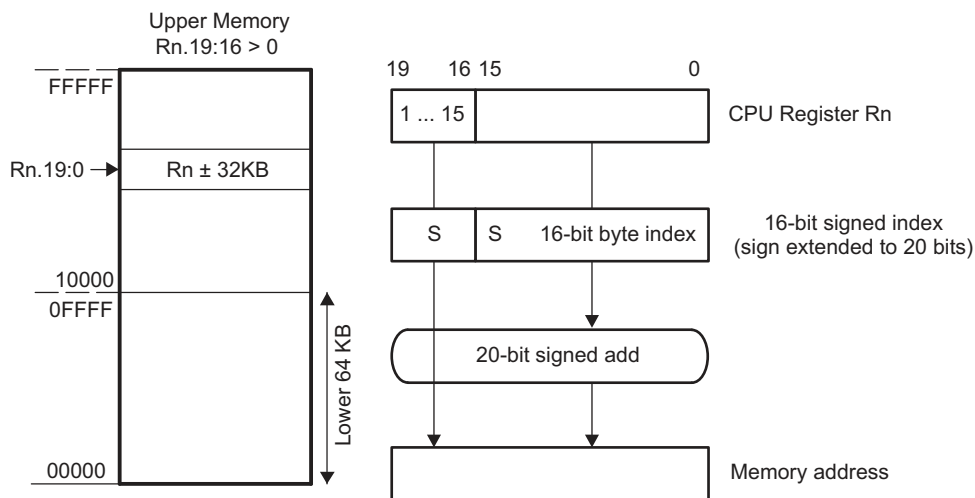 Upper Memory
Rn.19:16 > 0
FFFFF
Rn.19:0
Rn ± 32KB
10000
0FFFF
Lower 64 KB
00000
19 16 15 0
1 ... 15
CPU Register Rn
S S 16-bit byte index
16-bit signed index
(sign extended to 20 bits)
20-bit signed add
Memory address